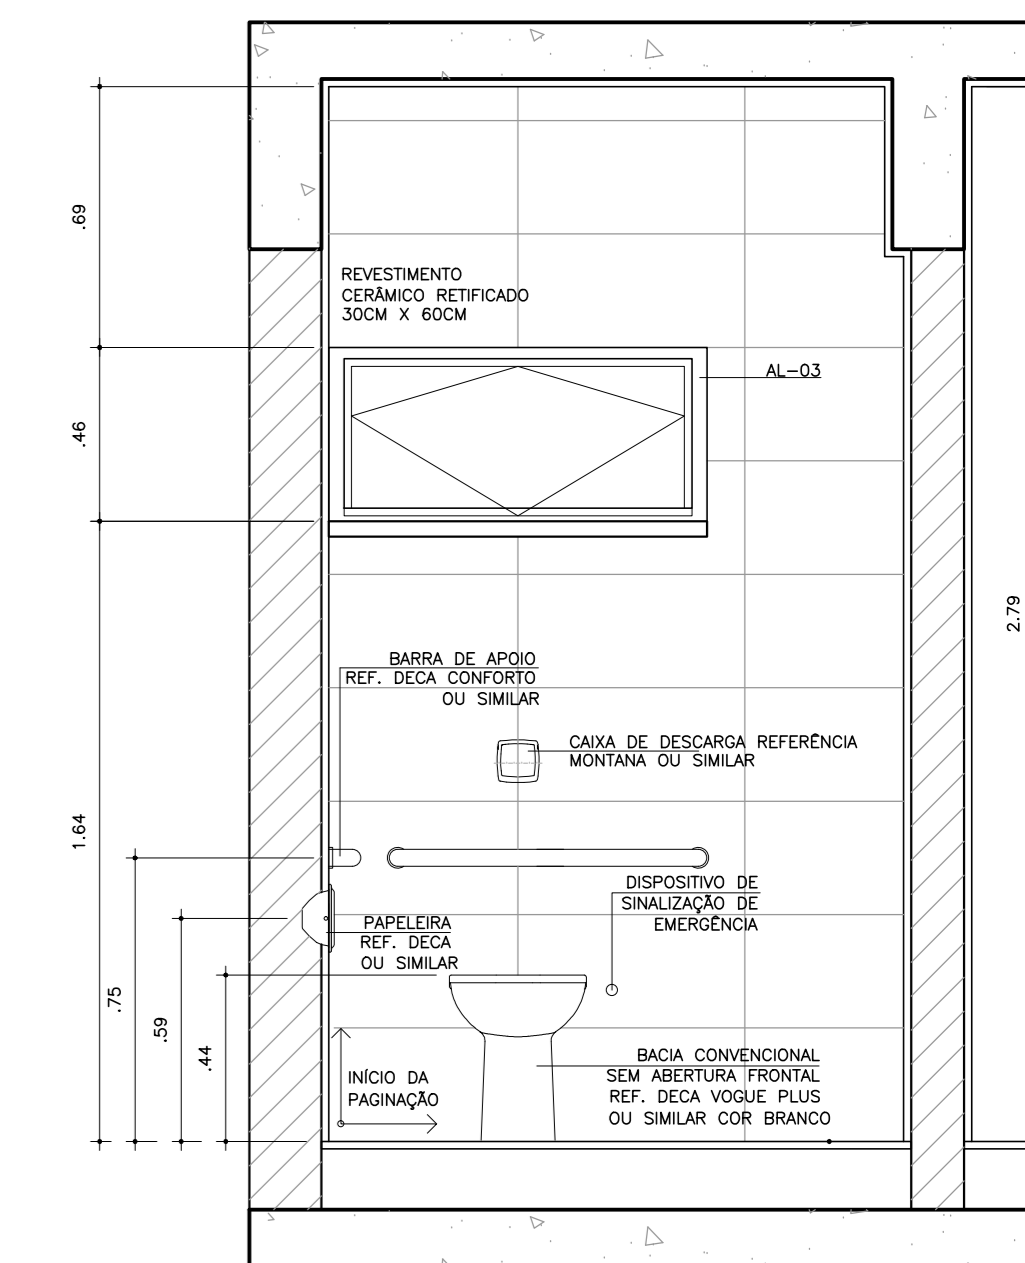 .69
REVESTIMENTO
CERÂMICO RETIFICADO
30CM X 60CM
AL-03
.46
2.79
BARRA DE APOIO
REF. DECA CONFORTO
OU SIMILAR
CAIXA DE DESCARGA REFERÊNCIA
MONTANA OU SIMILAR
1.64
DISPOSITIVO DE
SINALIZAÇÃO DE
EMERGÊNCIA
PAPELEIRA
REF. DECA
OU SIMILAR
.75
.59
.44
INÍCIO DA
PAGINAÇÃO
BACIA CONVENCIONAL
SEM ABERTURA FRONTAL
REF. DECA VOGUE PLUS
OU SIMILAR COR BRANCO